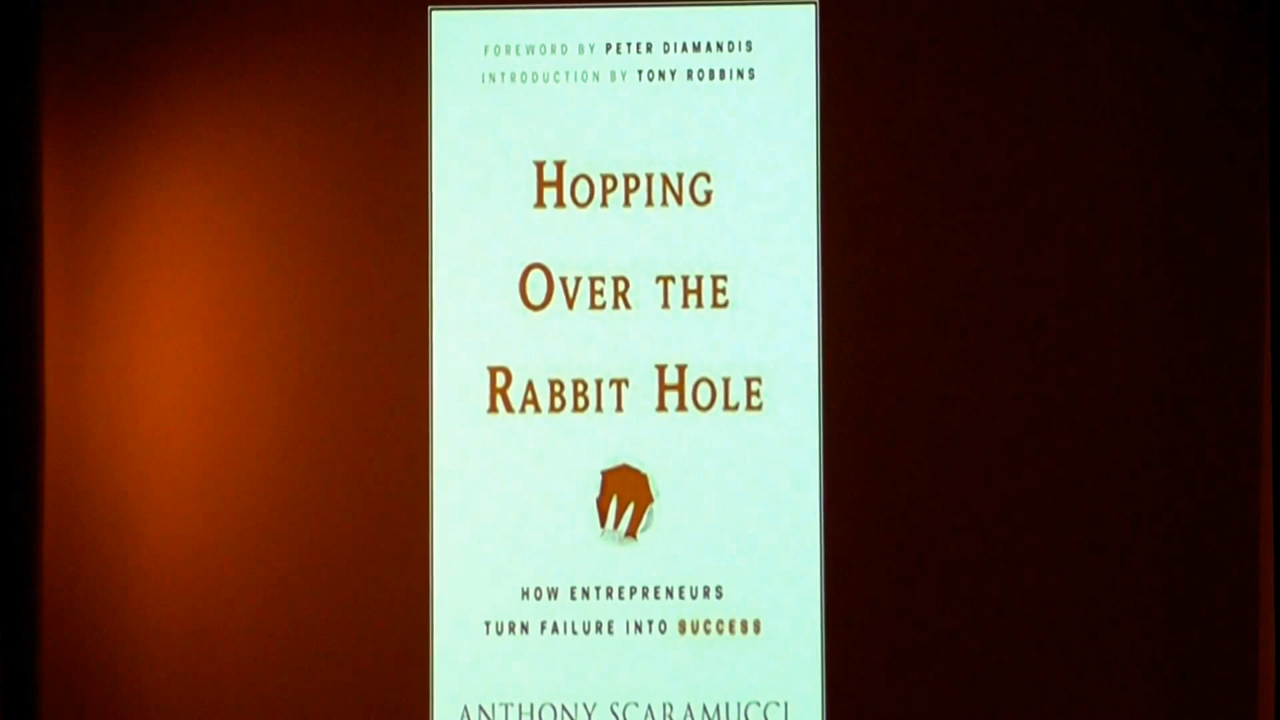 FOREWORD BY PETER DIAMANDIS
INTRODUCTION BY TONY ROBBINS
HOPPING
OVER THE
RABBIT HOLE
HOW ENTREPRENEURS
TURN FAILURE INTO SUCCESS
ANTHONY SCARAMUCCI